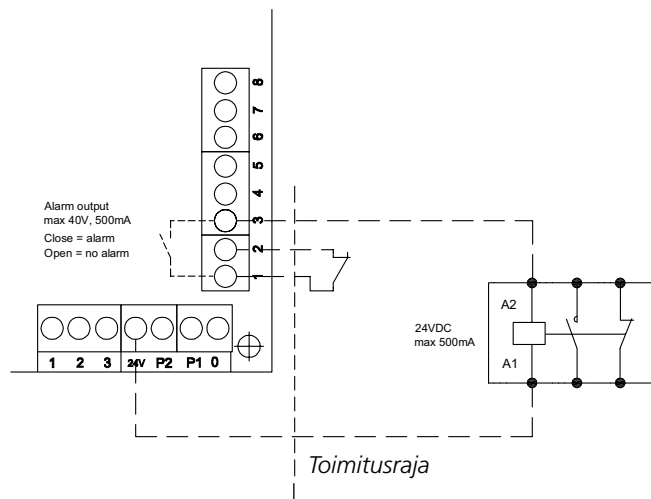 8
7
6
5
4
3
2
1
Alarm output
max 40V, 500mA
Close = alarm
Open = no alarm
24VDC
max 500mA
A2
A1
1 2 3 24V P2 P1 0
Toimitusraja